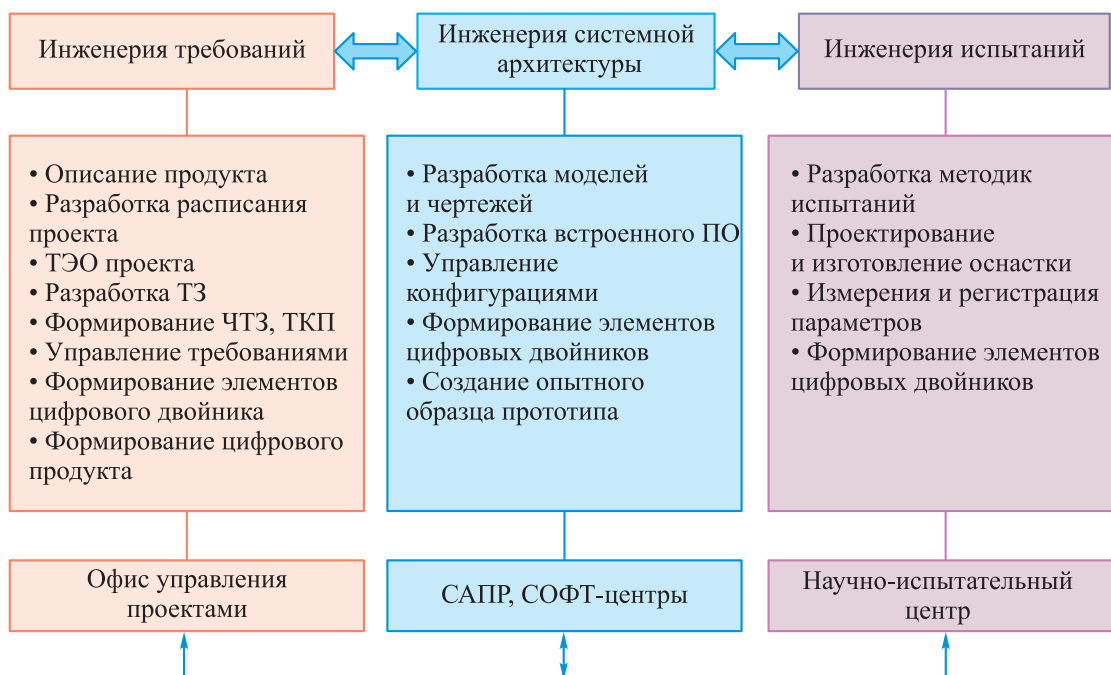 Инженерия требований
Инженерия системной
архитектуры
Инженерия испытаний
• Описание продукта
• Разработка расписания
проекта
• ТЭО проекта
• Разработка ТЗ
• Формирование ЧТЗ, ТКП
• Управление требованиями
• Формирование элементов
цифрового двойника
• Формирование цифрового
продукта
• Разработка моделей
и чертежей
• Разработка встроенного ПО
• Управление
конфигурациями
• Формирование элементов
цифровых двойников
• Создание опытного
образца прототипа
• Разработка методик
испытаний
• Проектирование
и изготовление оснастки
• Измерения и регистрация
параметров
• Формирование элементов
цифровых двойников
Офис управления
проектами
САПР, СОФТ-центры
Научно-испытательный
центр